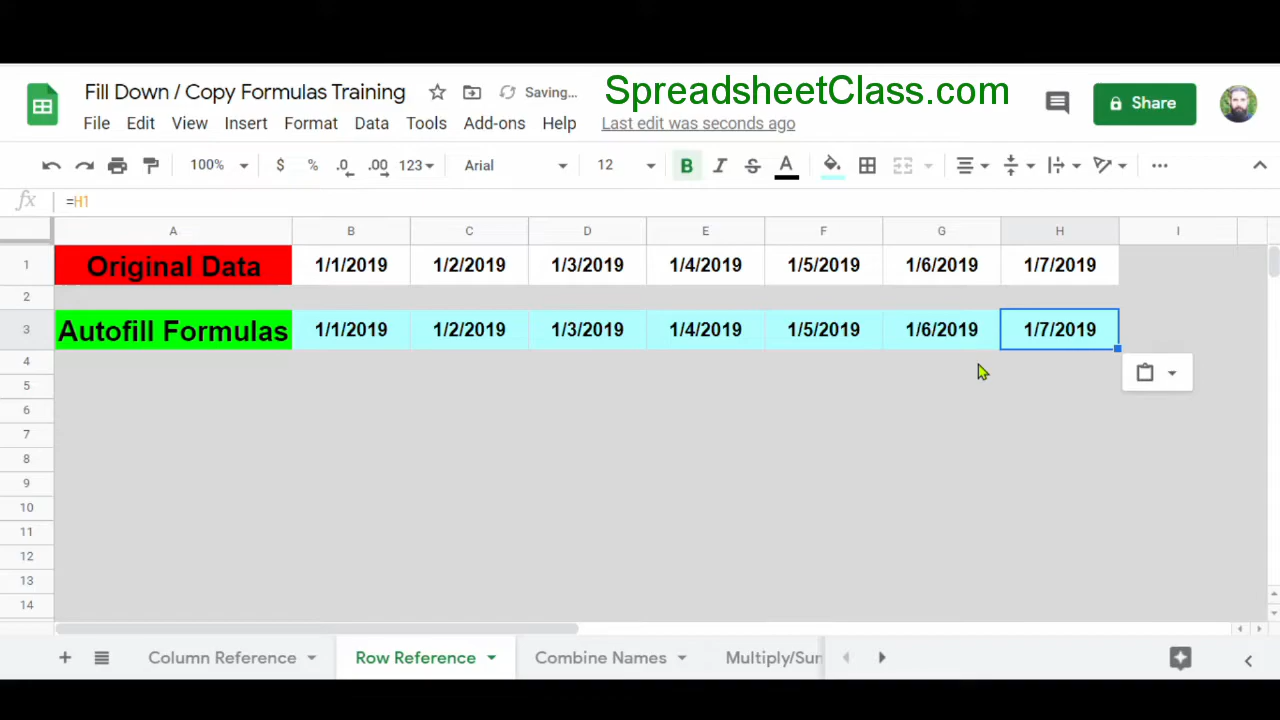 Fill Down / Copy Formulas Training Saving... SpreadsheetClass.com Share
File Edit View Insert Format Data Tools Add-ons Help Last edit was seconds ago
100% $ % .0 .00 123 Arial 12 B I S A ...
fx =H1
A B C D E F G H I
1 Original Data 1/1/2019 1/2/2019 1/3/2019 1/4/2019 1/5/2019 1/6/2019 1/7/2019
2
3 Autofill Formulas 1/1/2019 1/2/2019 1/3/2019 1/4/2019 1/5/2019 1/6/2019 1/7/2019
4
5
6
7
8
9
10
11
12
13
14
+ Column Reference Row Reference Combine Names Multiply/Sum